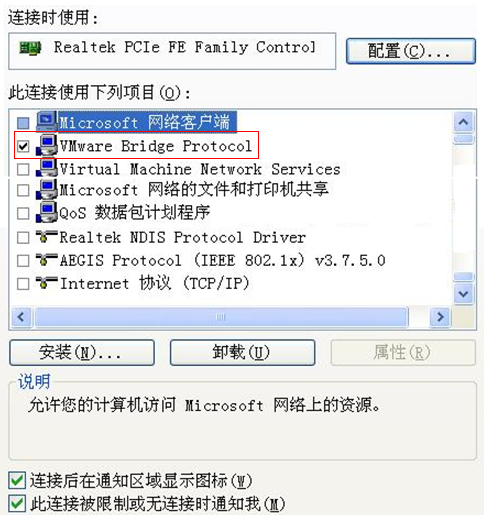 连接时使用:
Realtek PCIe FE Family Control
配置(C)...
此连接使用下列项目(O):
Microsoft 网络客户端
VMware Bridge Protocol
Virtual Machine Network Services
Microsoft 网络的文件和打印机共享
QoS 数据包计划程序
Realtek NDIS Protocol Driver
AEGIS Protocol (IEEE 802.1x) v3.7.5.0
Internet 协议 (TCP/IP)
安装(N)... 卸载(U) 属性(R)
说明
允许您的计算机访问 Microsoft 网络上的资源。
连接后在通知区域显示图标(W)
此连接被限制或无连接时通知我(M)